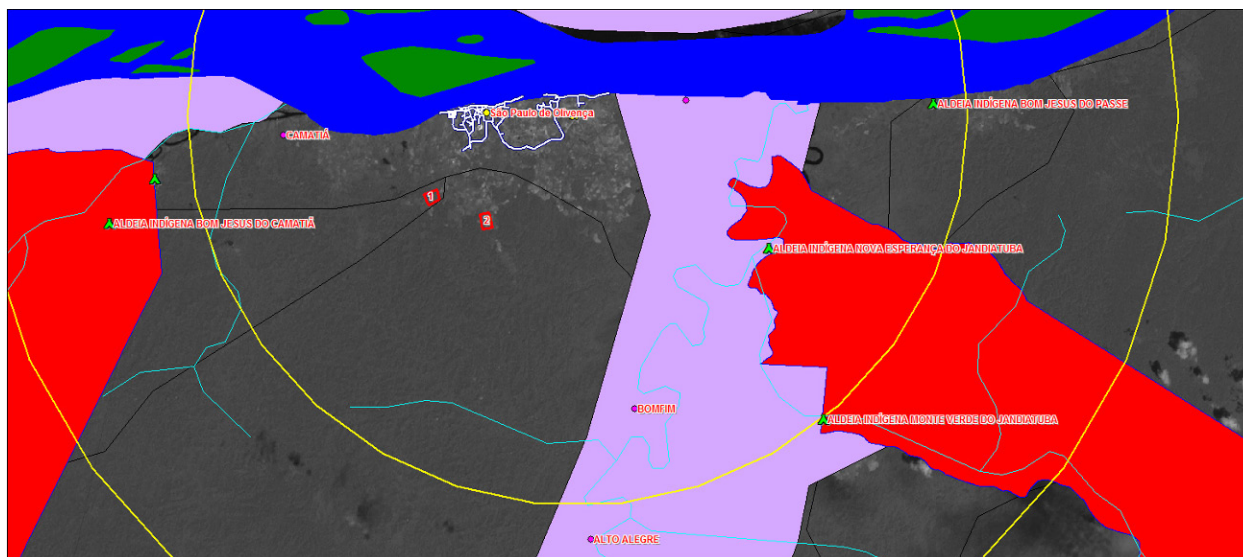 ALDEIA INDÍGENA BOM JESUS DO PASSE
São Paulo de Olivença
CAMATIÁ
1
2
ALDEIA INDÍGENA BOM JESUS DO CAMATIÃ
ALDEIA INDÍGENA NOVA ESPERANÇA DO JANDIATUBA
BOMFIM
ALDEIA INDÍGENA MONTE VERDE DO JANDIATUBA
ALTO ALEGRE